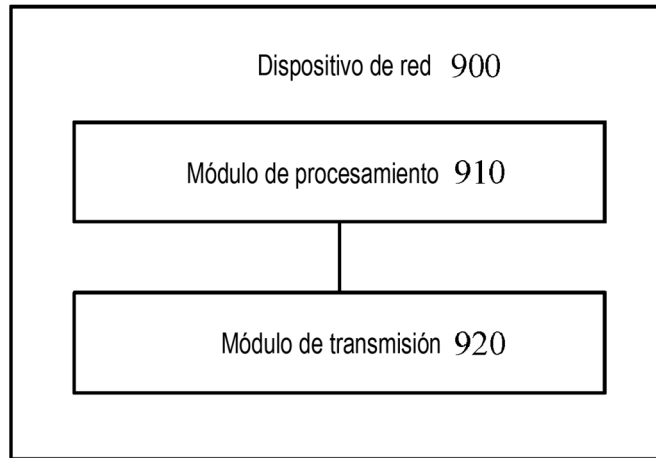 Dispositivo de red 900
Módulo de procesamiento 910
Módulo de transmisión 920